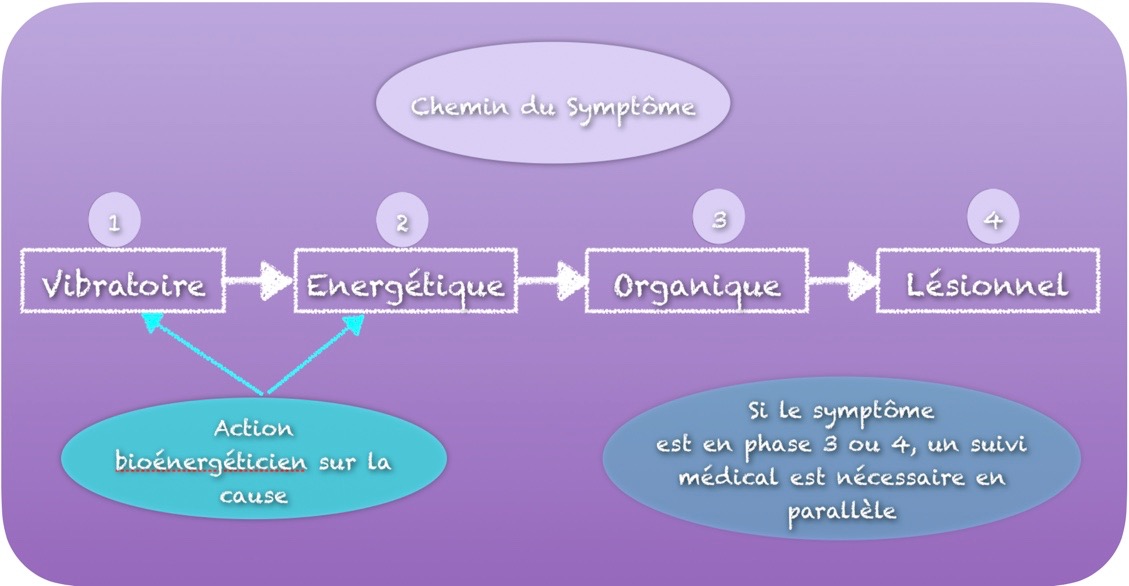 Chemin du Symptôme
1
2
3
4
Vibratoire
Energétique
Organique
Lésionnel
Action
bioénergéticien sur la
cause
Si le symptôme
est en phase 3 ou 4, un suivi
médical est nécessaire en
parallèle